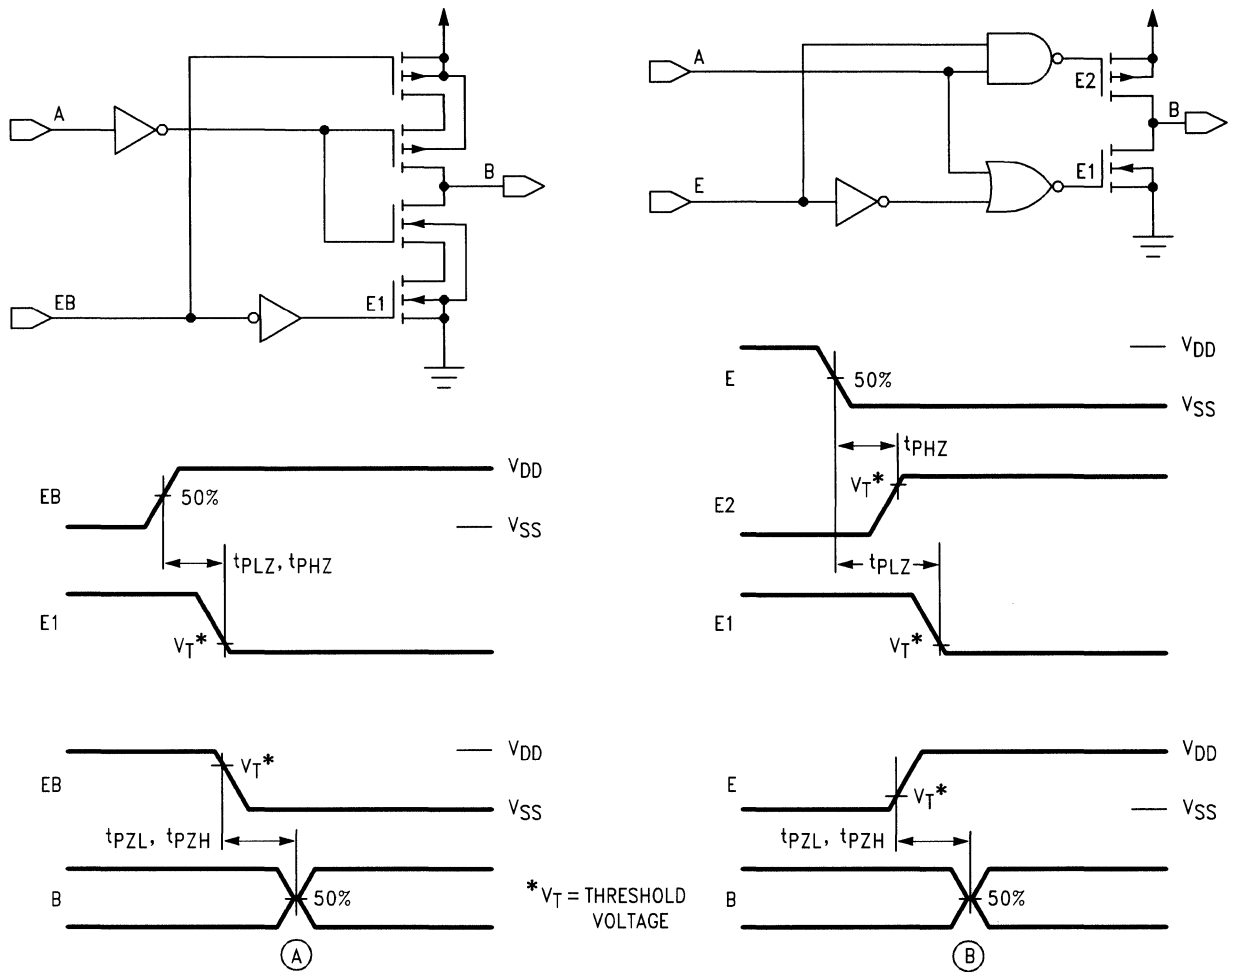 A
B
EB
E1
A
E2
B
E
E1
E
50%
VDD
VSS
tPHZ
VT*
E2
tPLZ
E1
VT*
EB
50%
VDD
VSS
tPLZ, tPHZ
E1
VT*
EB
VT*
VDD
VSS
tPZL, tPZH
B
50%
A
*VT = THRESHOLD
VOLTAGE
E
VT*
VDD
VSS
tPZL, tPZH
B
50%
B